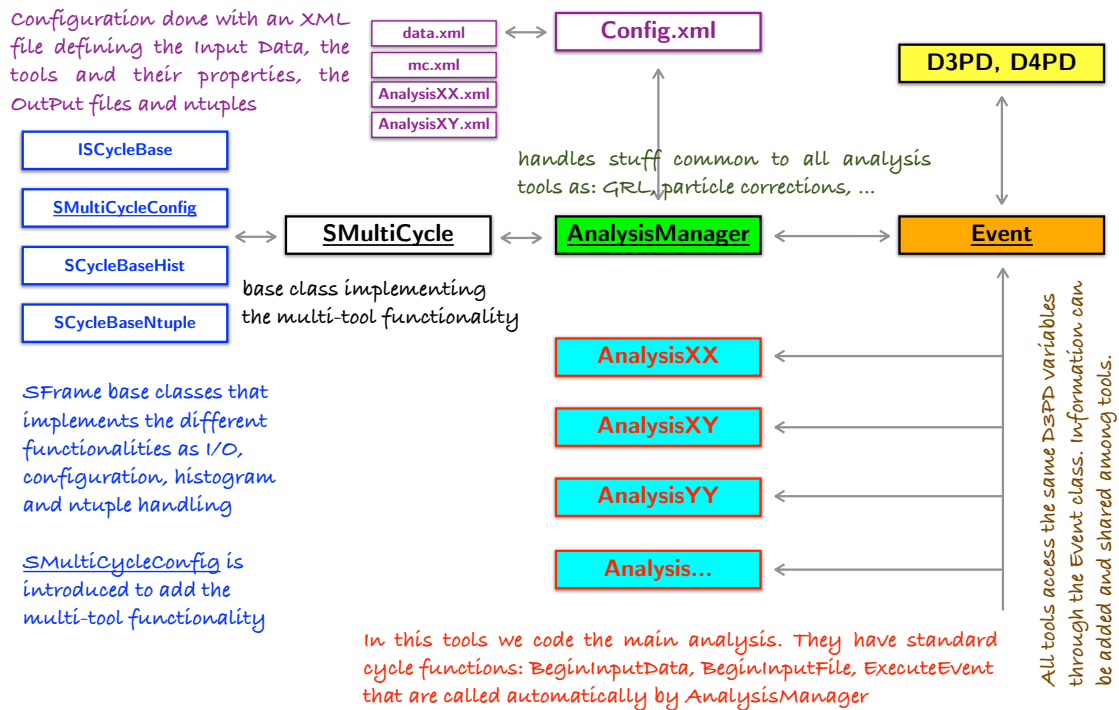 Configuration done with an XML
file defining the Input Data, the
tools and their properties, the
OutPut files and ntuples
data.xml
mc.xml
AnalysisXX.xml
AnalysisXY.xml
Config.xml
D3PD, D4PD
ISCycleBase
SMultiCycleConfig
SCycleBaseHist
SCycleBaseNtuple
handles stuff common to all analysis
tools as: GRL, particle corrections, ...
SMultiCycle
AnalysisManager
Event
base class implementing
the multi-tool functionality
AnalysisXX
AnalysisXY
AnalysisYY
Analysis...
SFrame base classes that
implements the different
functionalities as I/O,
configuration, histogram
and ntuple handling
SMultiCycleConfig is
introduced to add the
multi-tool functionality
In this tools we code the main analysis. They have standard
cycle functions: BeginInputData, BeginInputFile, ExecuteEvent
that are called automatically by AnalysisManager
All tools access the same D3PD variables
through the Event class. Information can
be added and shared among tools.